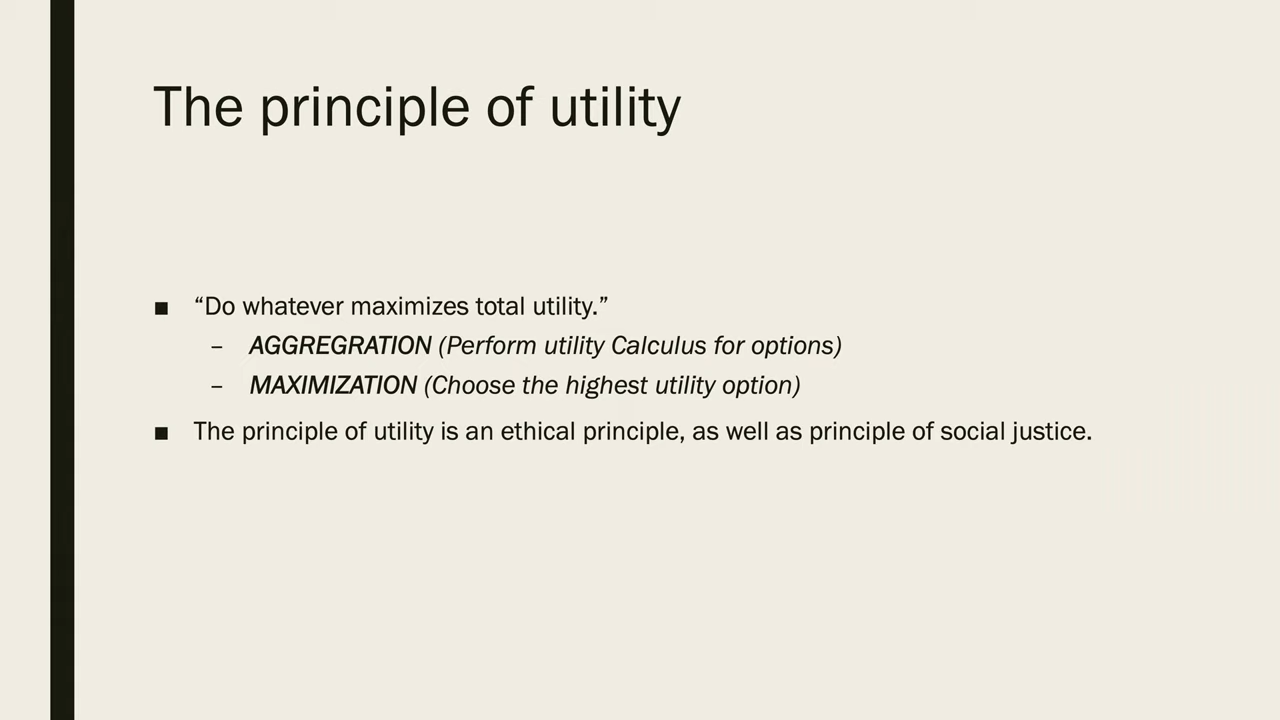 The principle of utility
■ “Do whatever maximizes total utility.”
– AGGREGRATION (Perform utility Calculus for options)
– MAXIMIZATION (Choose the highest utility option)
■ The principle of utility is an ethical principle, as well as principle of social justice.